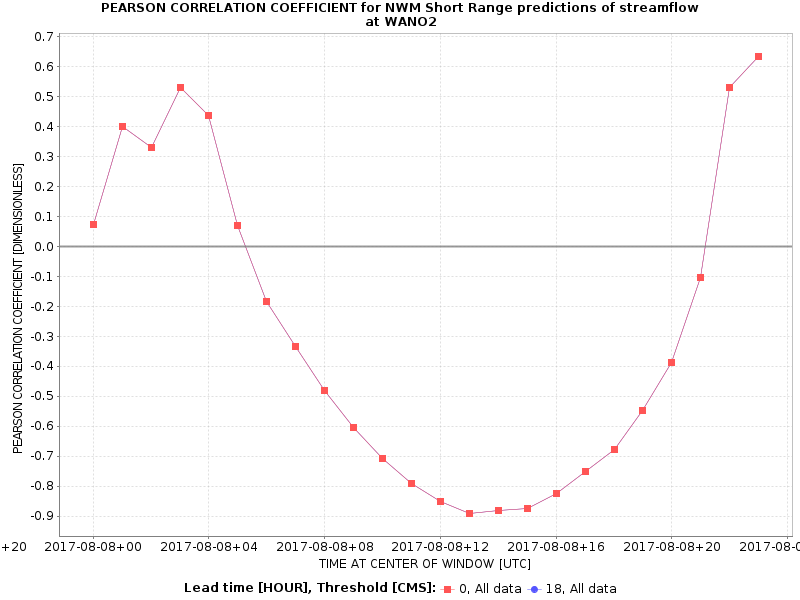 PEARSON CORRELATION COEFFICIENT for NWM Short Range predictions of streamflow
at WANO2
PEARSON CORRELATION COEFFICIENT [DIMENSIONLESS]
0.7
0.6
0.5
0.4
0.3
0.2
0.1
0.0
-0.1
-0.2
-0.3
-0.4
-0.5
-0.6
-0.7
-0.8
-0.9
+20 2017-08-08+00 2017-08-08+04 2017-08-08+08 2017-08-08+12 2017-08-08+16 2017-08-08+20 2017-08-0
TIME AT CENTER OF WINDOW [UTC]
Lead time [HOUR], Threshold [CMS]: 0, All data 18, All data